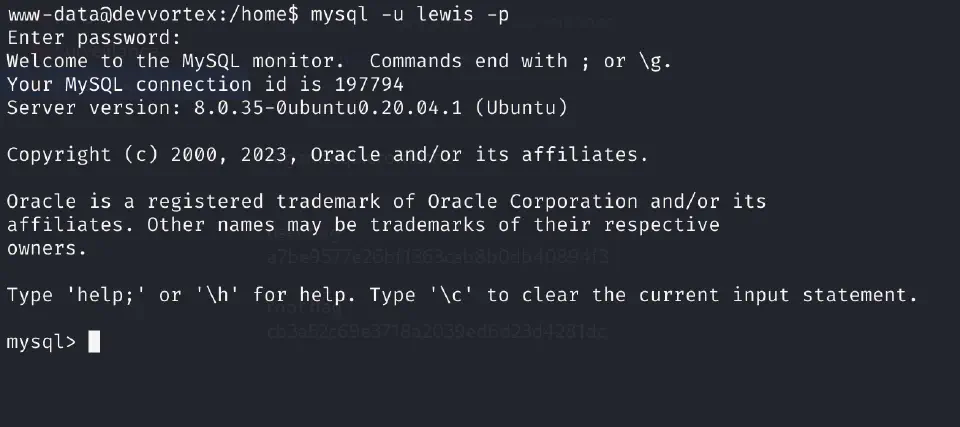 www-data@devvortex:/home$ mysql -u lewis -p
Enter password:
Welcome to the MySQL monitor.  Commands end with ; or \g.
Your MySQL connection id is 197794
Server version: 8.0.35-0ubuntu0.20.04.1 (Ubuntu)
Copyright (c) 2000, 2023, Oracle and/or its affiliates.
Oracle is a registered trademark of Oracle Corporation and/or its
affiliates. Other names may be trademarks of their respective
owners.
Type 'help;' or '\h' for help. Type '\c' to clear the current input statement.
mysql>